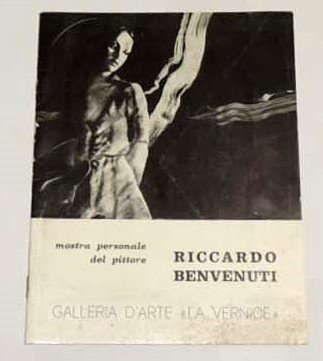 mostra personale
del pittore
RICCARDO
BENVENUTI
GALLERIA D'ARTE «LA VERNICE»